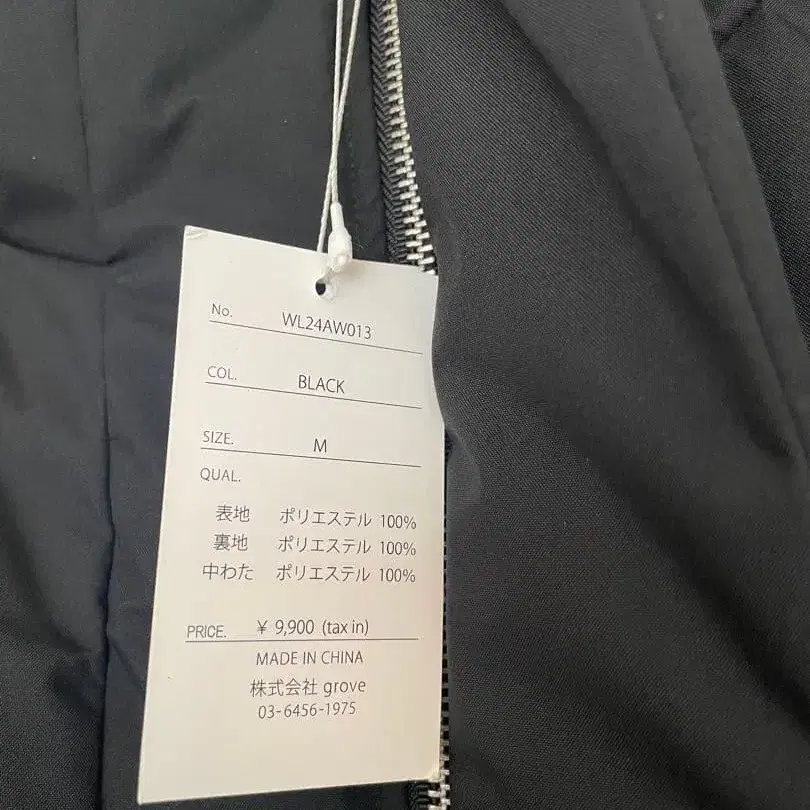 No. WL24AW013
COL. BLACK
SIZE. M
QUAL.
表地 ポリエステル 100%
裏地 ポリエステル 100%
中わた ポリエステル 100%
PRICE. ¥ 9,900 (tax in)
MADE IN CHINA
株式会社 grove
03-6456-1975